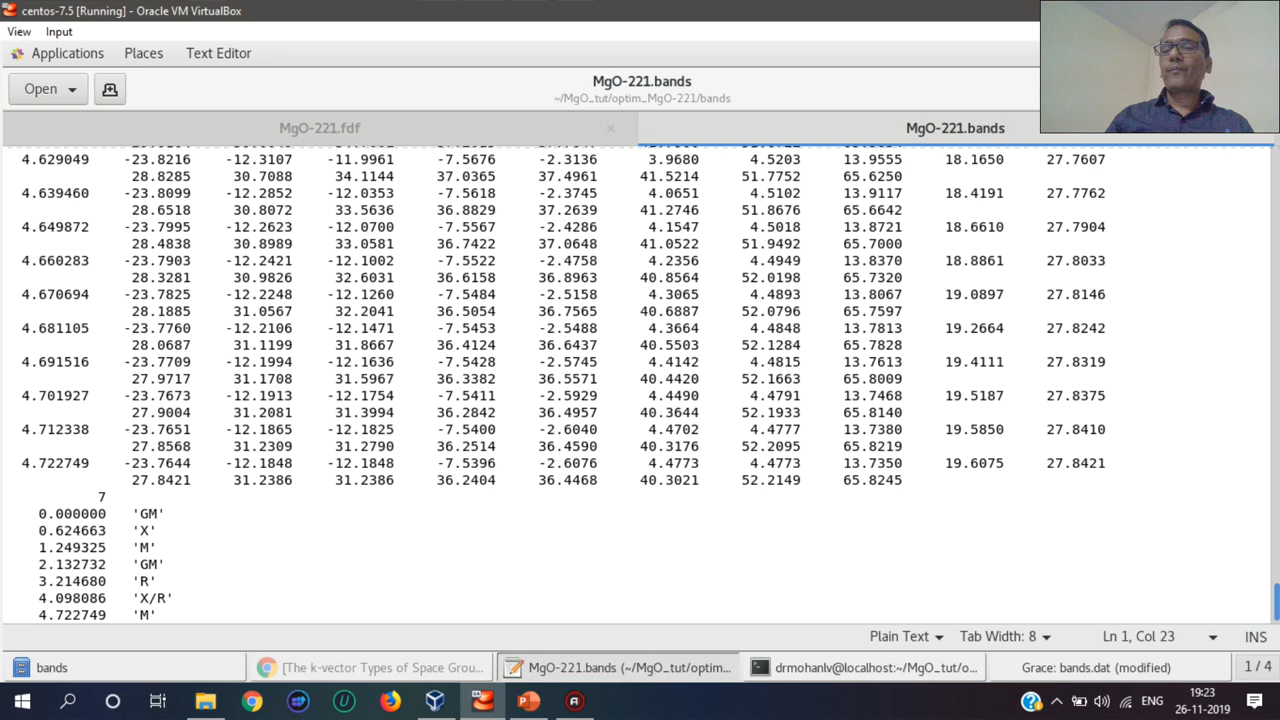 centos-7.5 [Running] - Oracle VM VirtualBox
View Input
Applications Places Text Editor
Open
MgO-221.bands
~/MgO_tut/optim_MgO-221/bands
MgO-221.fdf × MgO-221.bands
4.629049 -23.8216 -12.3107 -11.9961 -7.5676 -2.3136 3.9680 4.5203 13.9555 18.1650 27.7607
28.8285 30.7088 34.1144 37.0365 37.4961 41.5214 51.7752 65.6250
4.639460 -23.8099 -12.2852 -12.0353 -7.5618 -2.3745 4.0651 4.5102 13.9117 18.4191 27.7762
28.6518 30.8072 33.5636 36.8829 37.2639 41.2746 51.8676 65.6642
4.649872 -23.7995 -12.2623 -12.0700 -7.5567 -2.4286 4.1547 4.5018 13.8721 18.6610 27.7904
28.4838 30.8989 33.0581 36.7422 37.0648 41.0522 51.9492 65.7000
4.660283 -23.7903 -12.2421 -12.1002 -7.5522 -2.4758 4.2356 4.4949 13.8370 18.8861 27.8033
28.3281 30.9826 32.6031 36.6158 36.8963 40.8564 52.0198 65.7320
4.670694 -23.7825 -12.2248 -12.1260 -7.5484 -2.5158 4.3065 4.4893 13.8067 19.0897 27.8146
28.1885 31.0567 32.2041 36.5054 36.7565 40.6887 52.0796 65.7597
4.681105 -23.7760 -12.2106 -12.1471 -7.5453 -2.5488 4.3664 4.4848 13.7813 19.2664 27.8242
28.0687 31.1199 31.8667 36.4124 36.6437 40.5503 52.1284 65.7828
4.691516 -23.7709 -12.1994 -12.1636 -7.5428 -2.5745 4.4142 4.4815 13.7613 19.4111 27.8319
27.9717 31.1708 31.5967 36.3382 36.5571 40.4420 52.1663 65.8009
4.701927 -23.7673 -12.1913 -12.1754 -7.5411 -2.5929 4.4490 4.4791 13.7468 19.5187 27.8375
27.9004 31.2081 31.3994 36.2842 36.4957 40.3644 52.1933 65.8140
4.712338 -23.7651 -12.1865 -12.1825 -7.5400 -2.6040 4.4702 4.4777 13.7380 19.5850 27.8410
27.8568 31.2309 31.2790 36.2514 36.4590 40.3176 52.2095 65.8219
4.722749 -23.7644 -12.1848 -12.1848 -7.5396 -2.6076 4.4773 4.4773 13.7350 19.6075 27.8421
27.8421 31.2386 31.2386 36.2404 36.4468 40.3021 52.2149 65.8245
7
0.000000 'GM'
0.624663 'X'
1.249325 'M'
2.132732 'GM'
3.214680 'R'
4.098086 'X/R'
4.722749 'M'
Plain Text Tab Width: 8 Ln 1, Col 23 INS
bands [The k-vector Types of Space Grou... MgO-221.bands (~/MgO_tut/optim... drmohanlv@localhost:~/MgO_tut/o... Grace: bands.dat (modified) 1 / 4
ENG 19:23
26-11-2019